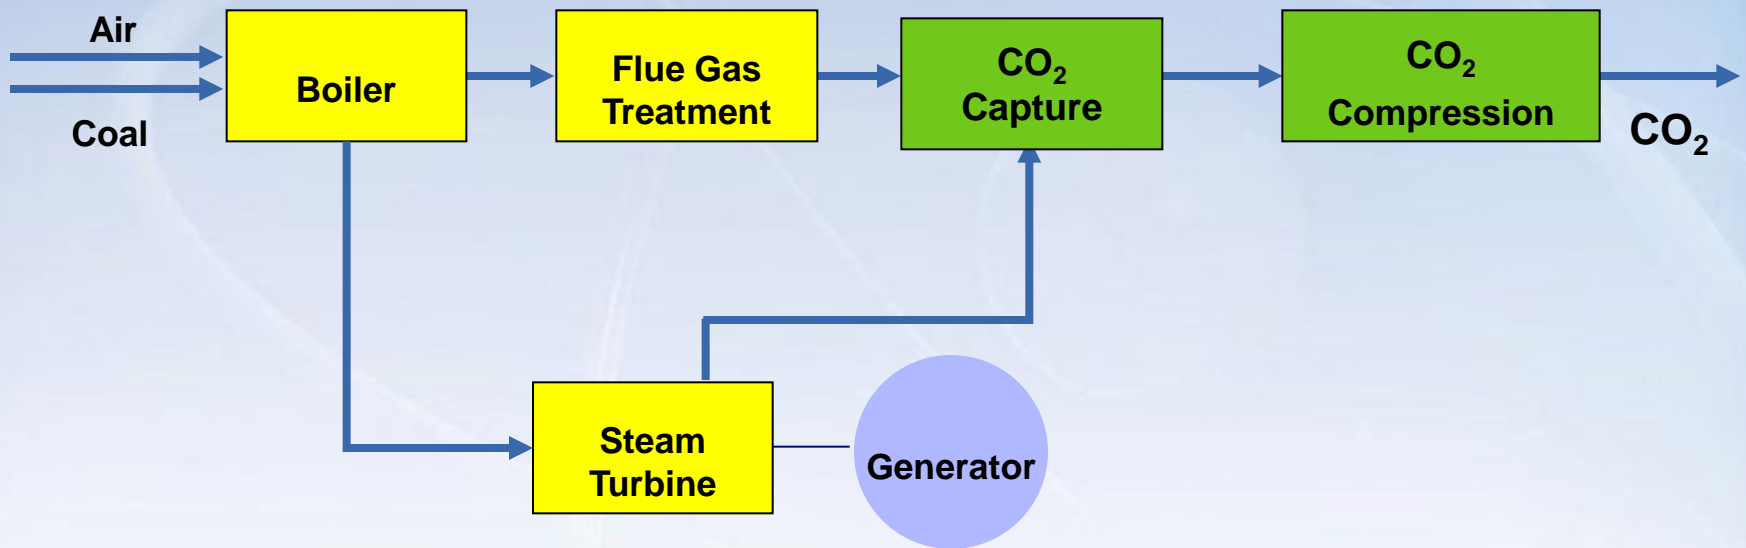 Air
Coal
Boiler
Flue Gas
Treatment
CO₂
Capture
CO₂
Compression
CO₂
Steam
Turbine
Generator